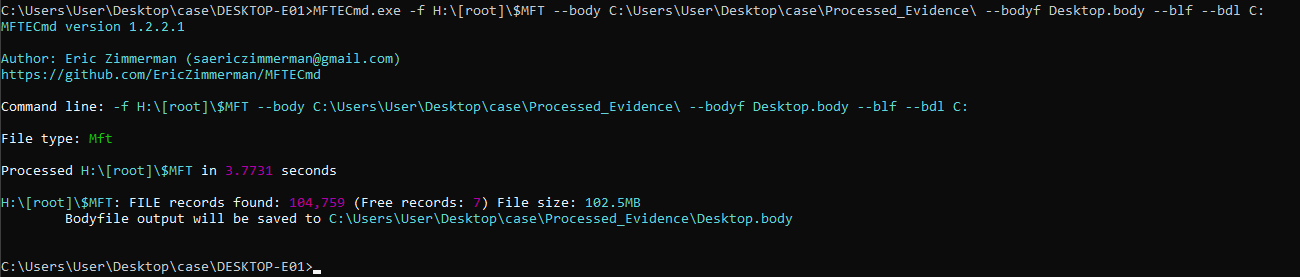 C:\Users\User\Desktop\case\DESKTOP-E01>MFTECmd.exe -f H:\[root]\$MFT --body C:\Users\User\Desktop\case\Processed_Evidence\ --bodyf Desktop.body --blf --bdl C:
MFTECmd version 1.2.2.1
Author: Eric Zimmerman (saericzimmerman@gmail.com)
https://github.com/EricZimmerman/MFTECmd
Command line: -f H:\[root]\$MFT --body C:\Users\User\Desktop\case\Processed_Evidence\ --bodyf Desktop.body --blf --bdl C:
File type: Mft
Processed H:\[root]\$MFT in 3.7731 seconds
H:\[root]\$MFT: FILE records found: 104,759 (Free records: 7) File size: 102.5MB
Bodyfile output will be saved to C:\Users\User\Desktop\case\Processed_Evidence\Desktop.body
C:\Users\User\Desktop\case\DESKTOP-E01>